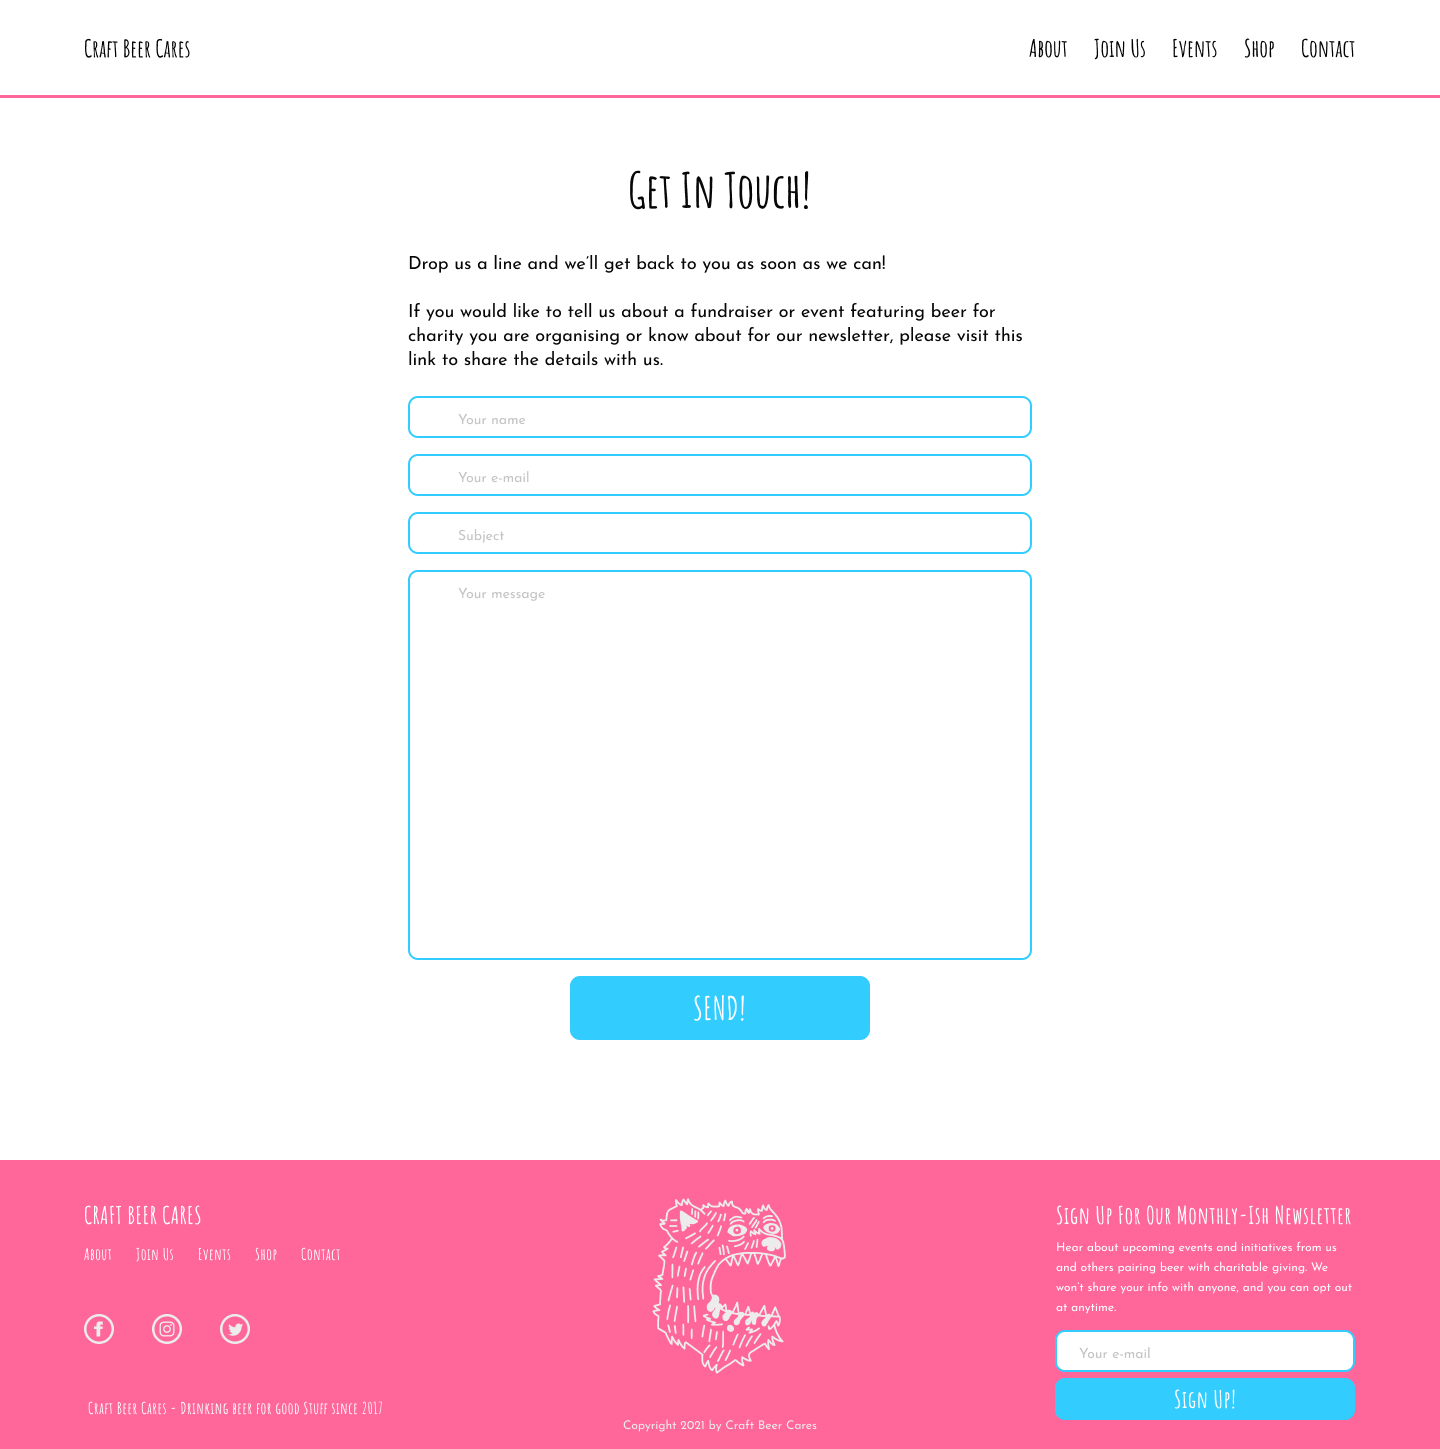 Craft Beer Cares
About Join Us Events Shop Contact
Get In Touch!
Drop us a line and we'll get back to you as soon as we can!
If you would like to tell us about a fundraiser or event featuring beer for
charity you are organising or know about for our newsletter, please visit this
link to share the details with us.
Your name
Your e-mail
Subject
Your message
SEND!
CRAFT BEER CARES
About Join Us Events Shop Contact
Craft Beer Cares - Drinking beer for good Stuff since 2017
Copyright 2021 by Craft Beer Cares
Sign Up For Our Monthly-Ish Newsletter
Hear about upcoming events and initiatives from us
and others pairing beer with charitable giving. We
won't share your info with anyone, and you can opt out
at anytime.
Your e-mail
Sign Up!